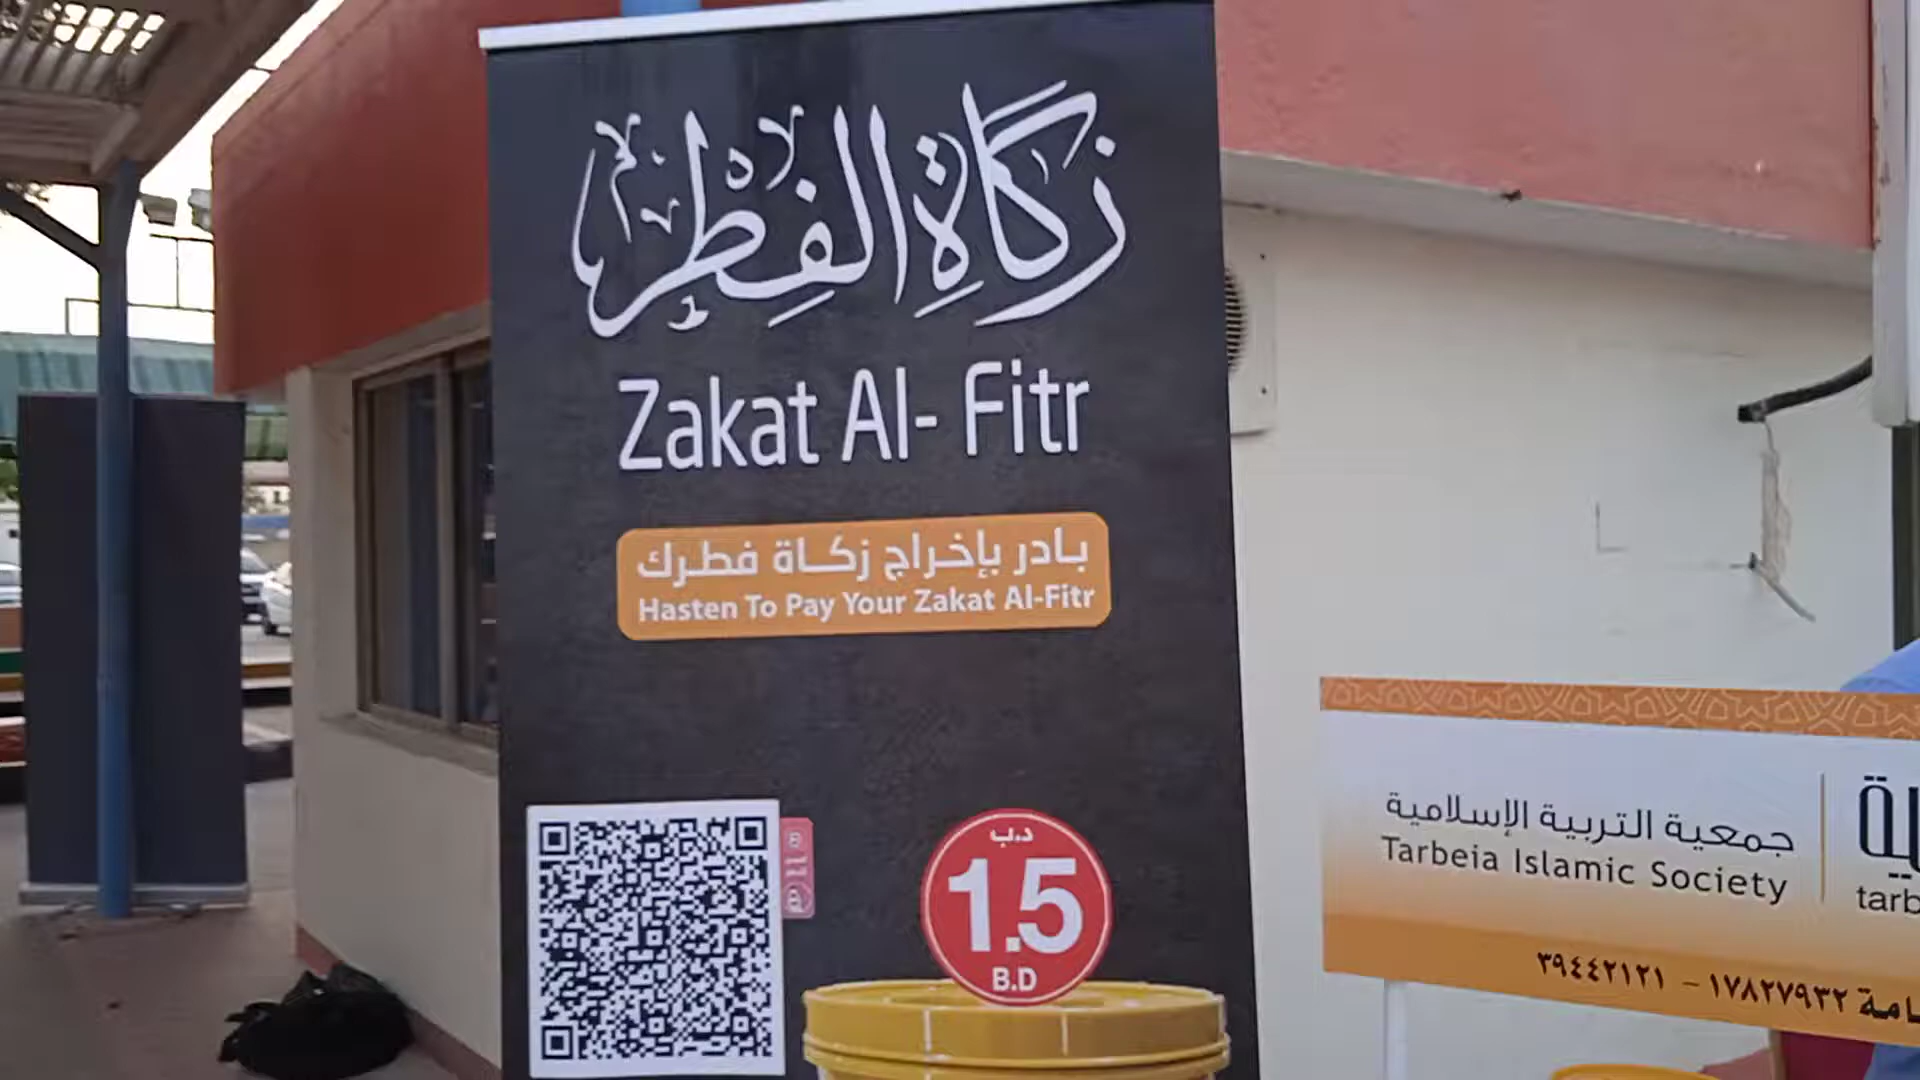 زكاة الفطر
Zakat Al- Fitr
بادر بإخراج زكاة فطرك
Hasten To Pay Your Zakat Al-Fitr
د.ب
1.5
B.D
جمعية التربية الإسلامية
Tarbeia Islamic Society
١٧٨٢٧٩٣٢ – ٣٩٤٤٢١٢١